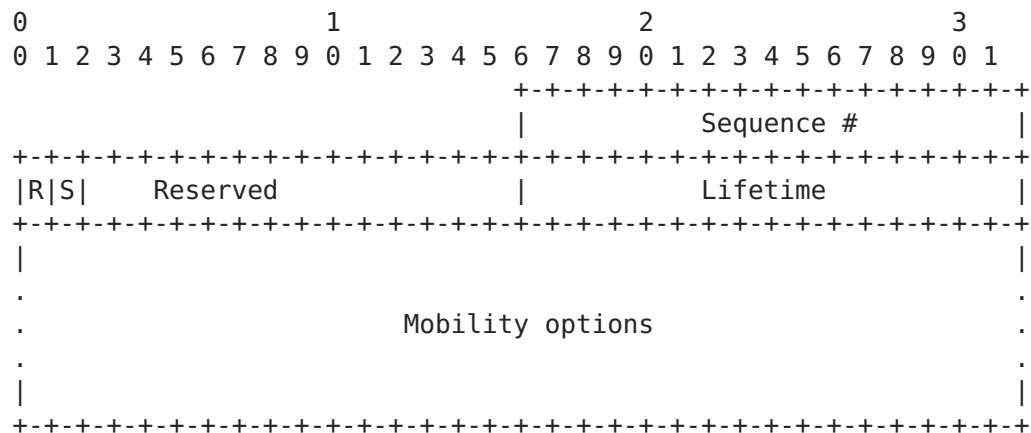 0                   1                   2                   3
0 1 2 3 4 5 6 7 8 9 0 1 2 3 4 5 6 7 8 9 0 1 2 3 4 5 6 7 8 9 0 1
                                +-+-+-+-+-+-+-+-+-+-+-+-+-+-+-+-+
                                |           Sequence #          |
+-+-+-+-+-+-+-+-+-+-+-+-+-+-+-+-+-+-+-+-+-+-+-+-+-+-+-+-+-+-+-+-+
|R|S|    Reserved               |           Lifetime            |
+-+-+-+-+-+-+-+-+-+-+-+-+-+-+-+-+-+-+-+-+-+-+-+-+-+-+-+-+-+-+-+-+
|                                                               |
.                                                               .
.                        Mobility options                       .
.                                                               .
|                                                               |
+-+-+-+-+-+-+-+-+-+-+-+-+-+-+-+-+-+-+-+-+-+-+-+-+-+-+-+-+-+-+-+-+